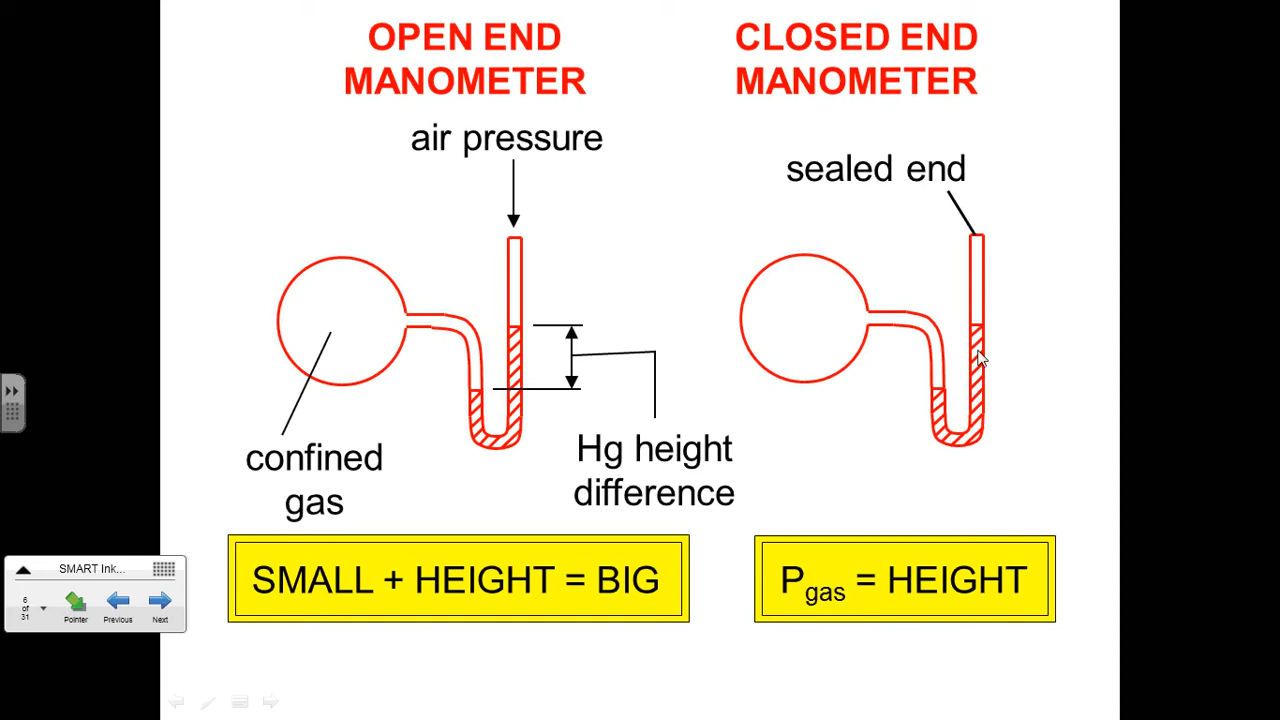 OPEN END
MANOMETER
CLOSED END
MANOMETER
air pressure
sealed end
confined
gas
Hg height
difference
SMALL + HEIGHT = BIG
Pgas = HEIGHT
SMART Ink...
6
of
31
Pointer
Previous
Next